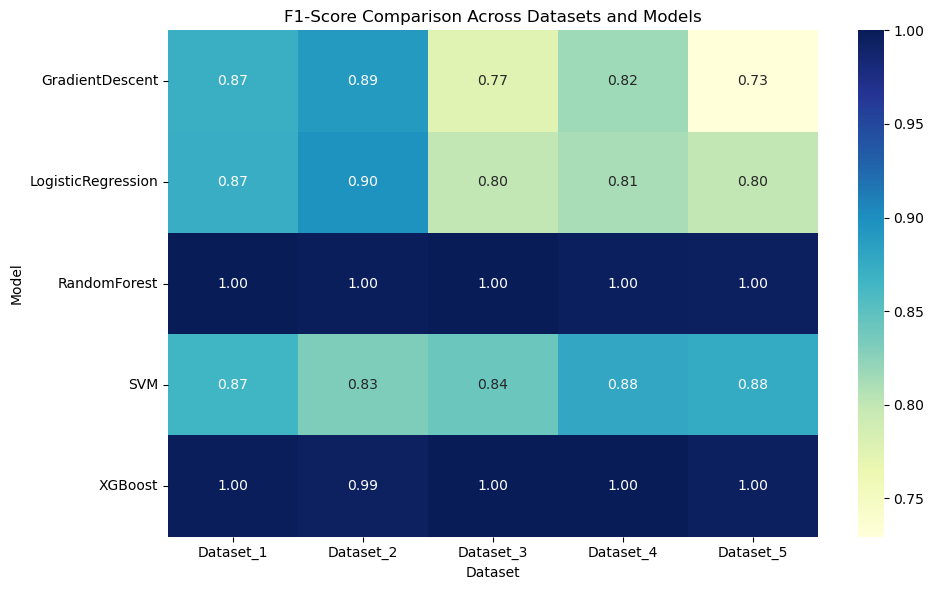 F1-Score Comparison Across Datasets and Models
GradientDescent 0.87 0.89 0.77 0.82 0.73
LogisticRegression 0.87 0.90 0.80 0.81 0.80
RandomForest 1.00 1.00 1.00 1.00 1.00
SVM 0.87 0.83 0.84 0.88 0.88
XGBoost 1.00 0.99 1.00 1.00 1.00
Dataset_1 Dataset_2 Dataset_3 Dataset_4 Dataset_5
Dataset
Model
1.00
0.95
0.90
0.85
0.80
0.75